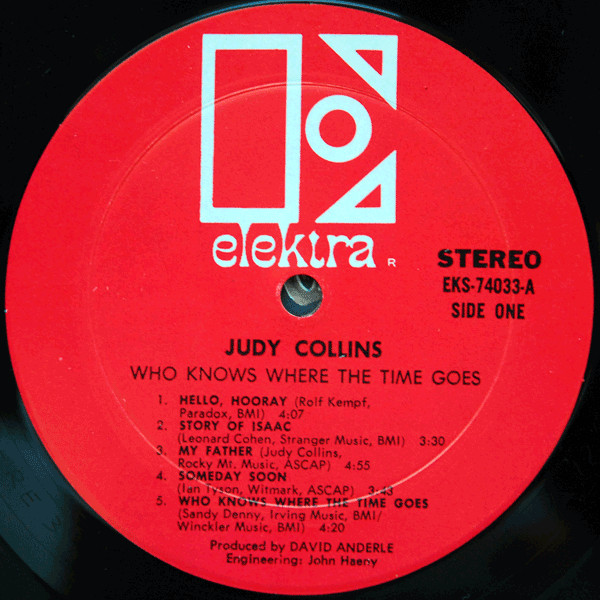 elektra ®
STEREO
EKS-74033-A
SIDE ONE
JUDY COLLINS
WHO KNOWS WHERE THE TIME GOES
1. HELLO, HOORAY (Rolf Kempf,
Paradox, BMI) 4:07
2. STORY OF ISAAC
(Leonard Cohen, Stranger Music, BMI) 3:30
3. MY FATHER (Judy Collins,
Rocky Mt. Music, ASCAP) 4:55
4. SOMEDAY SOON
(Ian Tyson, Witmark, ASCAP) 3:43
5. WHO KNOWS WHERE THE TIME GOES
(Sandy Denny, Irving Music, BMI/
Winckler Music, BMI) 4:20
Produced by DAVID ANDERLE
Engineering: John Haeny